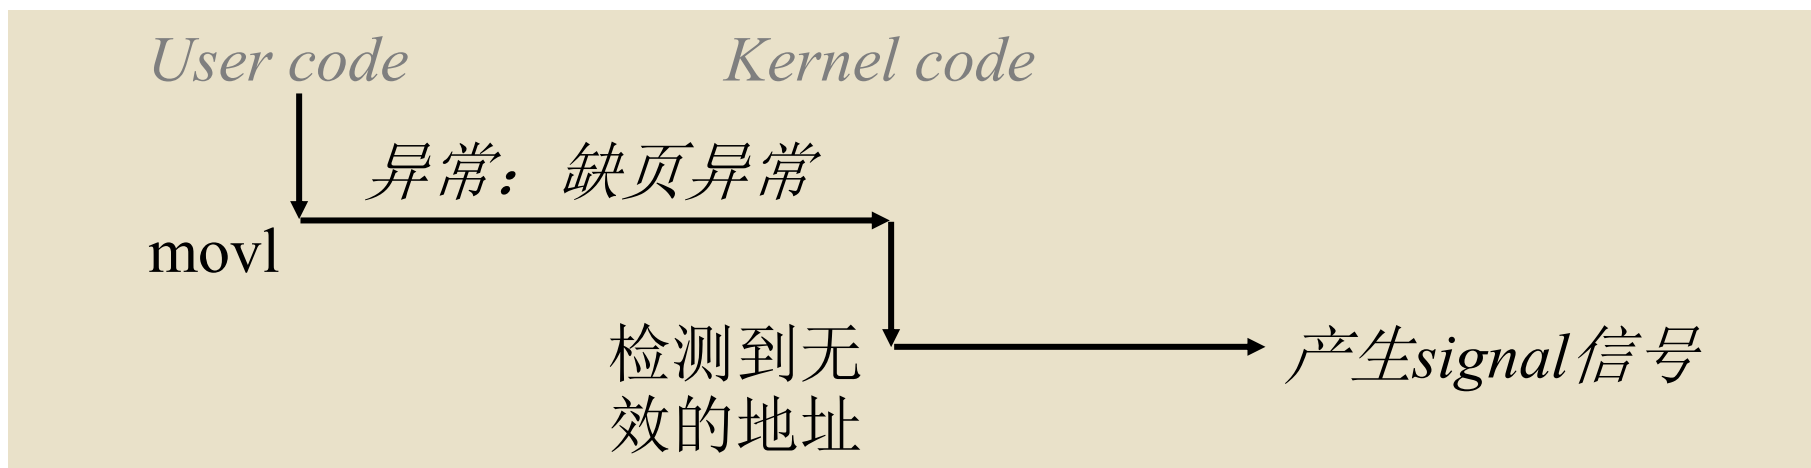 User code
Kernel code
异常：缺页异常
movl
检测到无
效的地址
产生signal信号